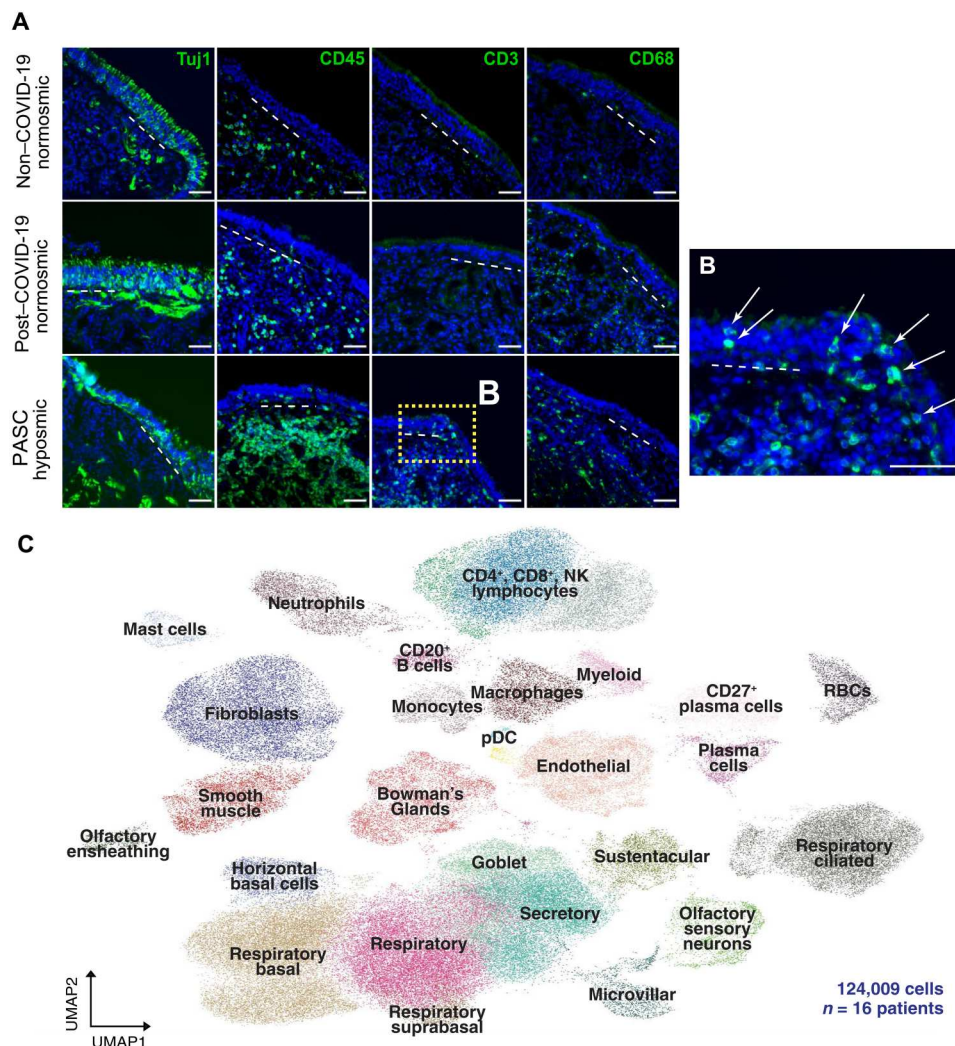 A
Tuj1
CD45
CD3
CD68
Non–COVID-19
normosmic
Post–COVID-19
normosmic
PASC
hyposmic
B
B
C
CD4+, CD8+, NK
lymphocytes
Neutrophils
Mast cells
CD20+
B cells
Myeloid
Macrophages
Monocytes
CD27+
plasma cells
RBCs
Fibroblasts
pDC
Endothelial
Plasma
cells
Smooth
muscle
Bowman's
Glands
Olfactory
ensheathing
Goblet
Sustentacular
Respiratory
ciliated
Horizontal
basal cells
Secretory
Olfactory
sensory
neurons
Respiratory
basal
Respiratory
Microvillar
Respiratory
suprabasal
124,009 cells
n = 16 patients
UMAP2
UMAP1